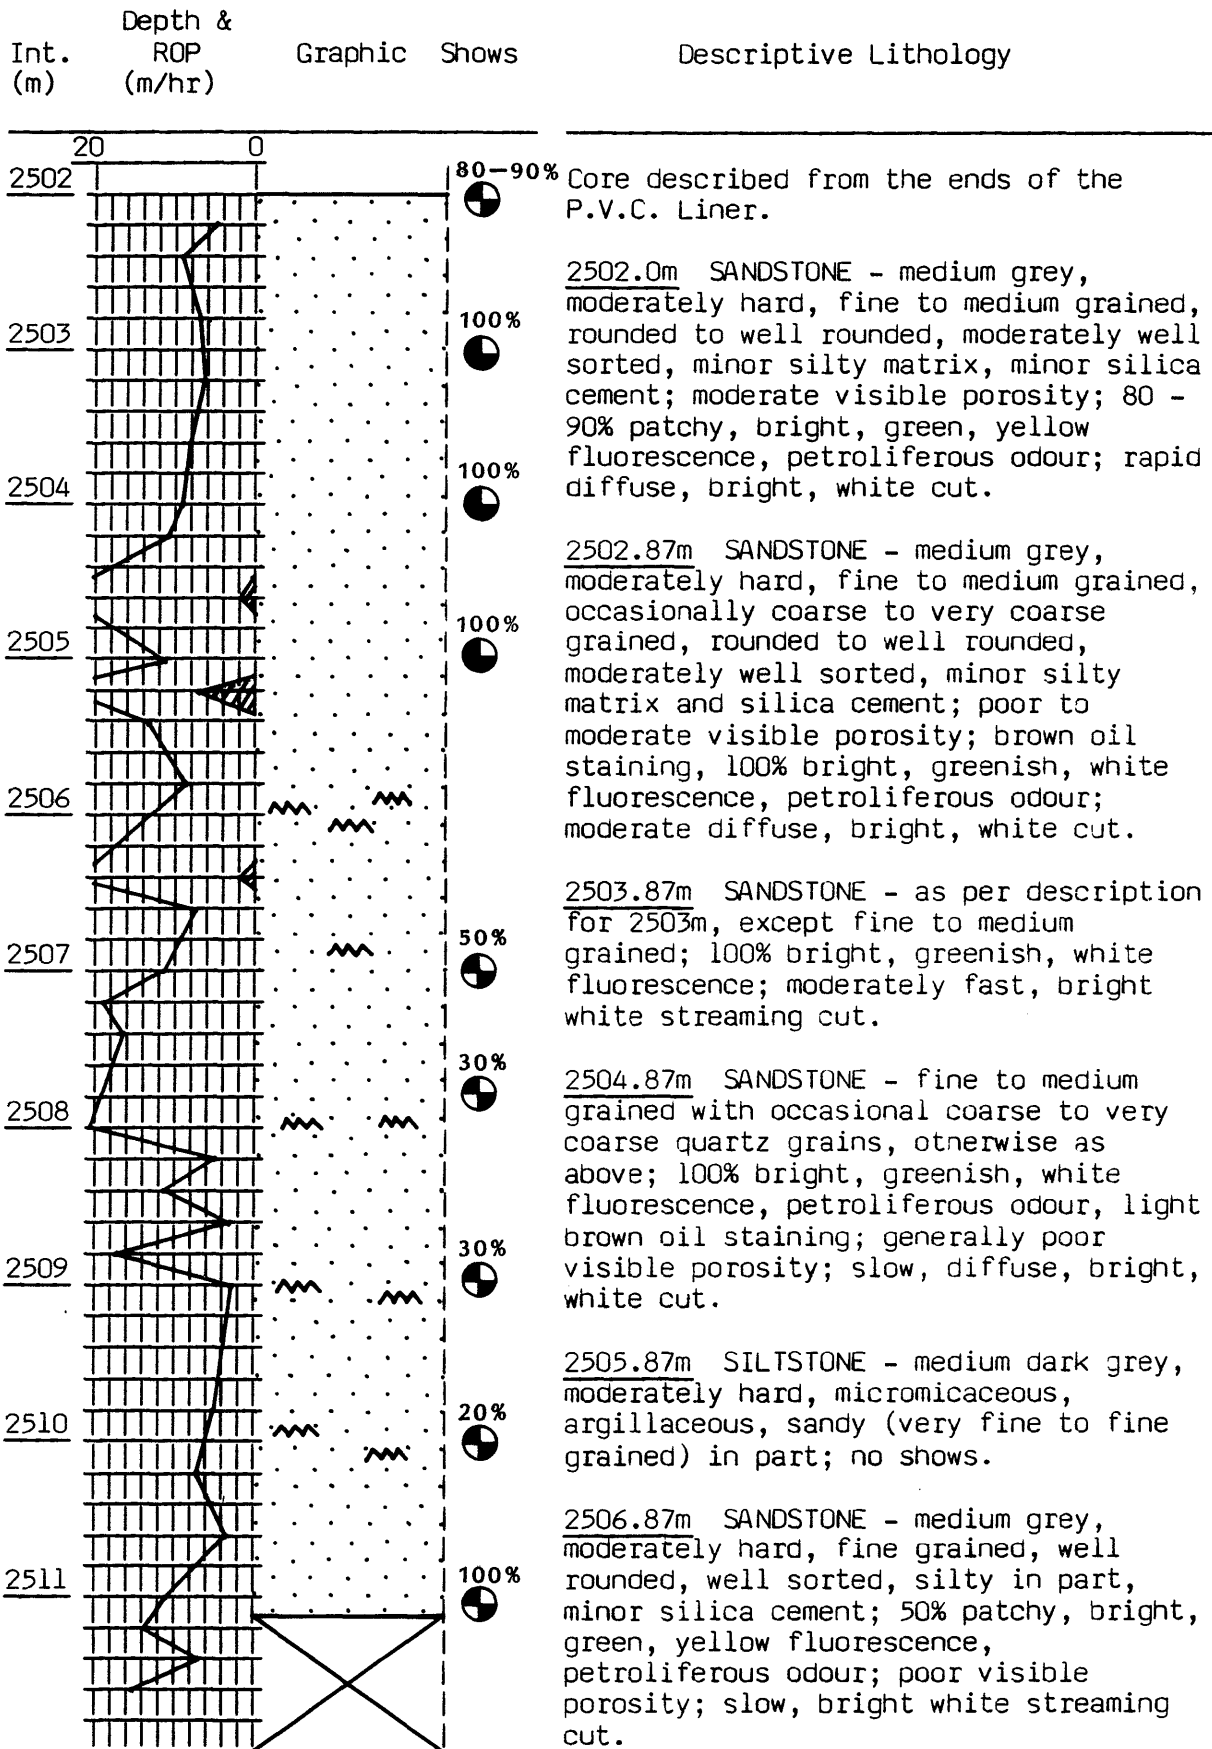 Int.
(m)
Depth &
ROP
(m/hr)
Graphic
Shows
Descriptive Lithology
20
0
2502
2503
2504
2505
2506
2507
2508
2509
2510
2511
80-90%
100%
100%
100%
50%
30%
30%
20%
100%
Core described from the ends of the
P.V.C. Liner.
2502.0m SANDSTONE - medium grey,
moderately hard, fine to medium grained,
rounded to well rounded, moderately well
sorted, minor silty matrix, minor silica
cement; moderate visible porosity; 80 -
90% patchy, bright, green, yellow
fluorescence, petroliferous odour; rapid
diffuse, bright, white cut.
2502.87m SANDSTONE - medium grey,
moderately hard, fine to medium grained,
occasionally coarse to very coarse
grained, rounded to well rounded,
moderately well sorted, minor silty
matrix and silica cement; poor to
moderate visible porosity; brown oil
staining, 100% bright, greenish, white
fluorescence, petroliferous odour;
moderate diffuse, bright, white cut.
2503.87m SANDSTONE - as per description
for 2503m, except fine to medium
grained; 100% bright, greenish, white
fluorescence; moderately fast, bright
white streaming cut.
2504.87m SANDSTONE - fine to medium
grained with occasional coarse to very
coarse quartz grains, otherwise as
above; 100% bright, greenish, white
fluorescence, petroliferous odour, light
brown oil staining; generally poor
visible porosity; slow, diffuse, bright,
white cut.
2505.87m SILTSTONE - medium dark grey,
moderately hard, micromicaceous,
argillaceous, sandy (very fine to fine
grained) in part; no shows.
2506.87m SANDSTONE - medium grey,
moderately hard, fine grained, well
rounded, well sorted, silty in part,
minor silica cement; 50% patchy, bright,
green, yellow fluorescence,
petroliferous odour; poor visible
porosity; slow, bright white streaming
cut.